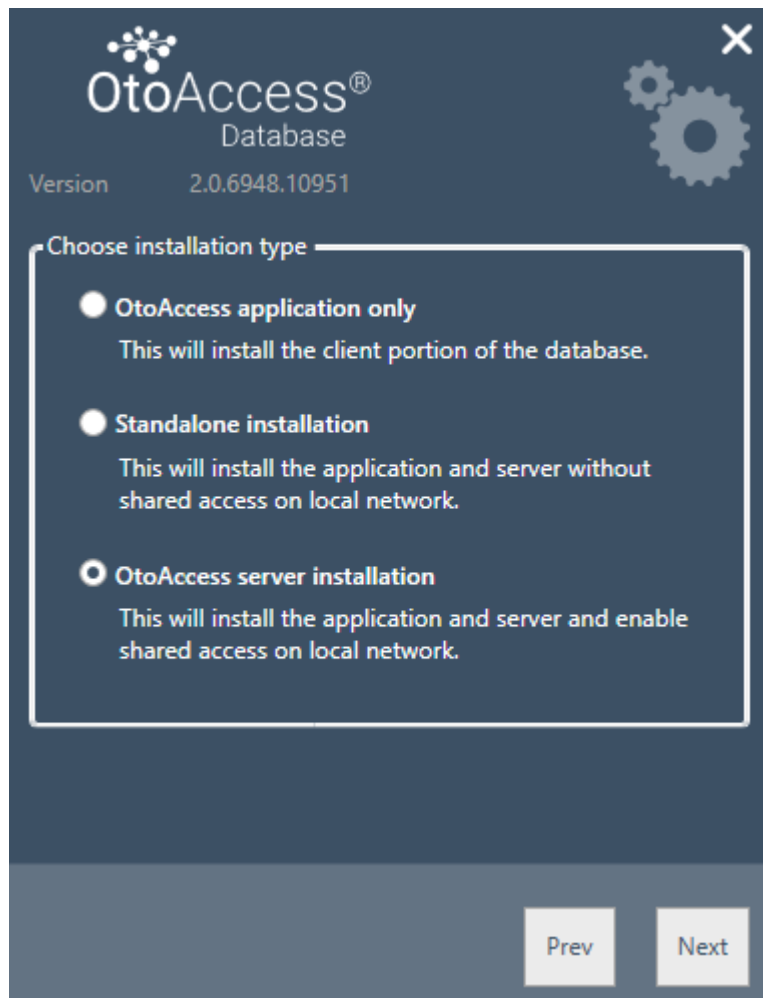 OtoAccess®
Database
Version 2.0.6948.10951
Choose installation type
OtoAccess application only
This will install the client portion of the database.
Standalone installation
This will install the application and server without
shared access on local network.
OtoAccess server installation
This will install the application and server and enable
shared access on local network.
Prev Next